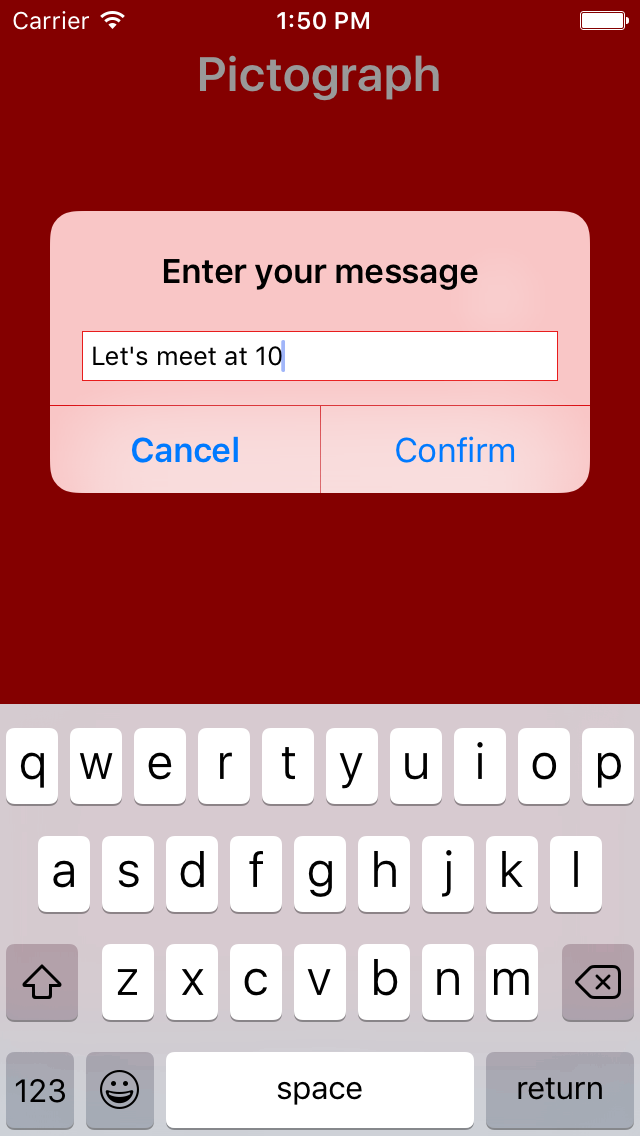 Carrier 1:50 PM
Pictograph
Enter your message
Let's meet at 10
Cancel Confirm
q w e r t y u i o p
a s d f g h j k l
z x c v b n m
123 space return